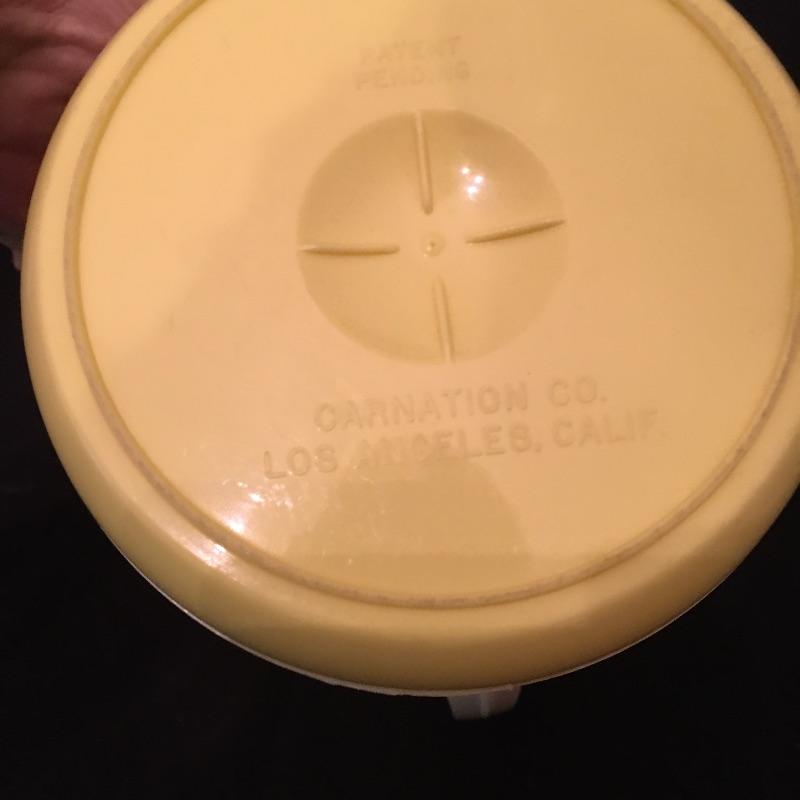 PATENT
PENDING
CARNATION CO.
LOS ANGELES, CALIF.